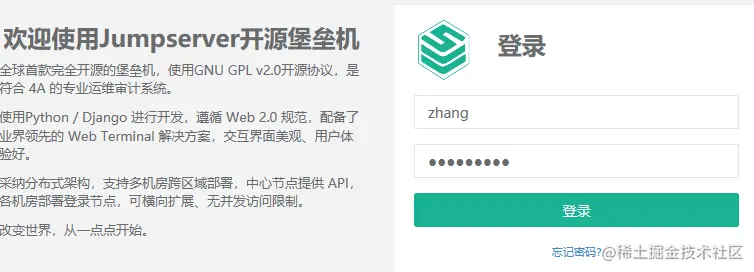 欢迎使用Jumpserver开源堡垒机
全球首款完全开源的堡垒机，使用GNU GPL v2.0开源协议，是
符合 4A 的专业运维审计系统。
使用Python / Django 进行开发，遵循 Web 2.0 规范，配备了
业界领先的 Web Terminal 解决方案，交互界面美观、用户体
验好。
采纳分布式架构，支持多机房跨区域部署，中心节点提供 API，
各机房部署登录节点，可横向扩展、无并发访问限制。
改变世界，从一点点开始。
登录
zhang
●●●●●●●●●
登录
忘记密码?
@稀土掘金技术社区